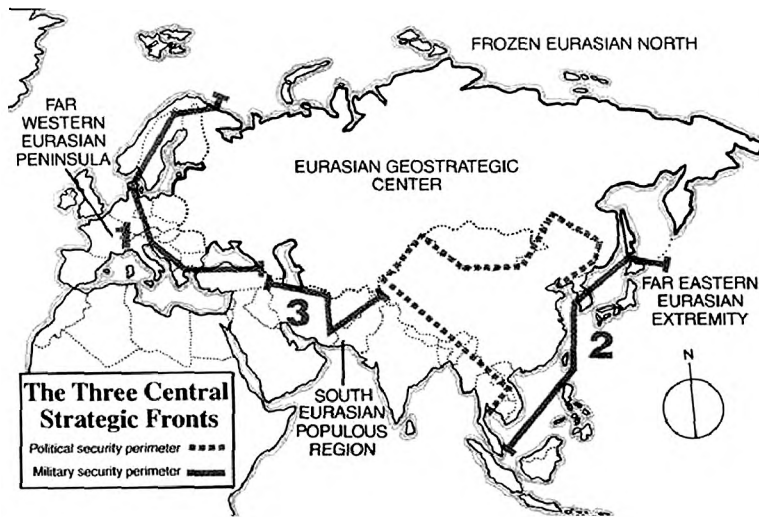 FROZEN EURASIAN NORTH
FAR
WESTERN
EURASIAN
PENINSULA
EURASIAN GEOSTRATEGIC
CENTER
1
3
2
FAR EASTERN
EURASIAN
EXTREMITY
N
SOUTH
EURASIAN
POPULOUS
REGION
The Three Central
Strategic Fronts
Political security perimeter
Military security perimeter